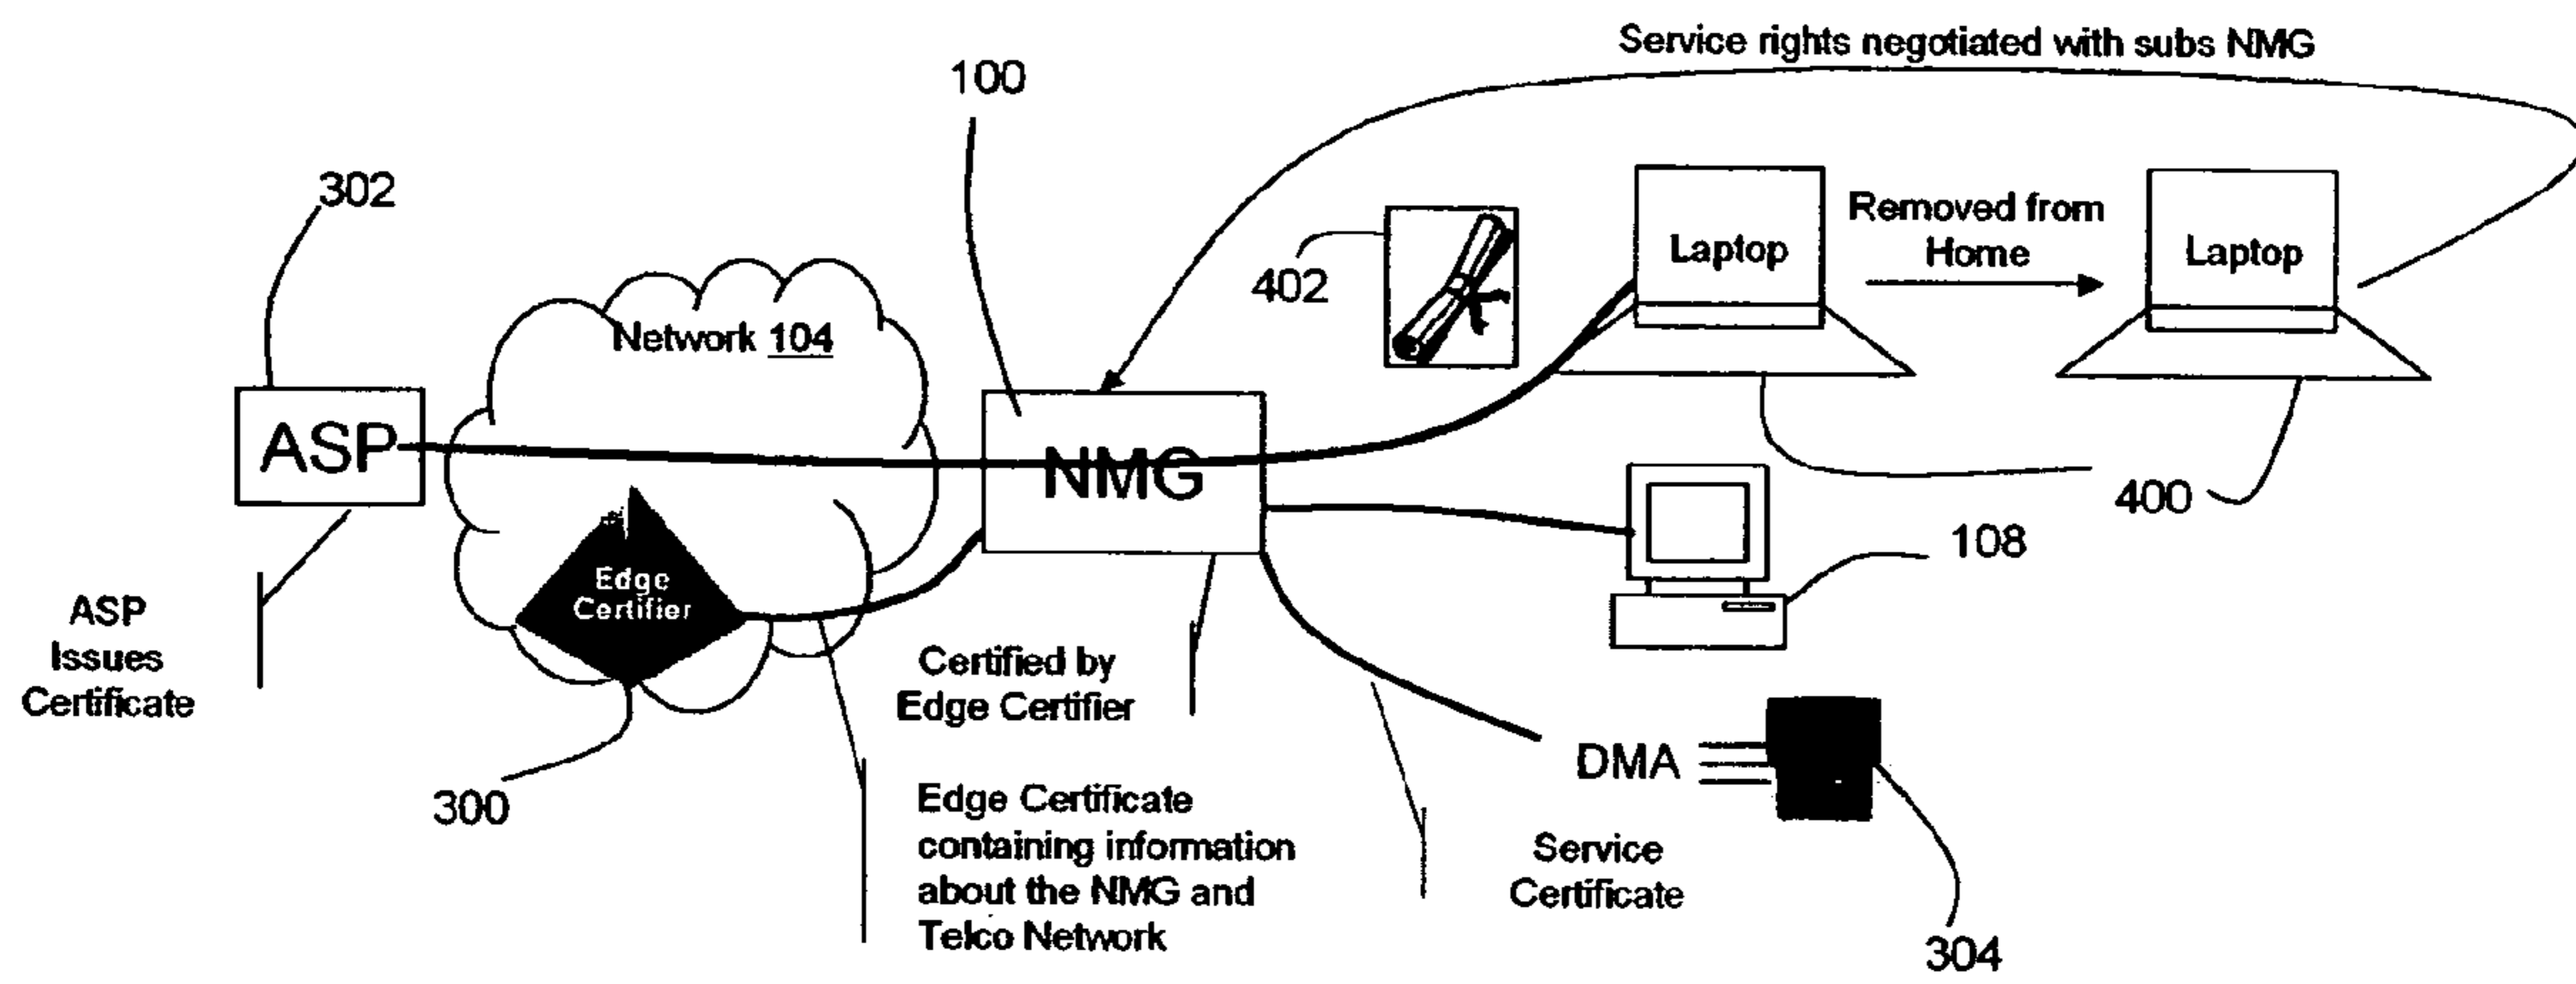 Service rights negotiated with subs NMG
100
302
402
Laptop
Removed from
Home
Laptop
Network 104
ASP
NMG
400
108
Edge
Certifier
ASP
Issues
Certificate
Certified by
Edge Certifier
300
DMA
Edge Certificate
containing information
about the NMG and
Telco Network
Service
Certificate
304